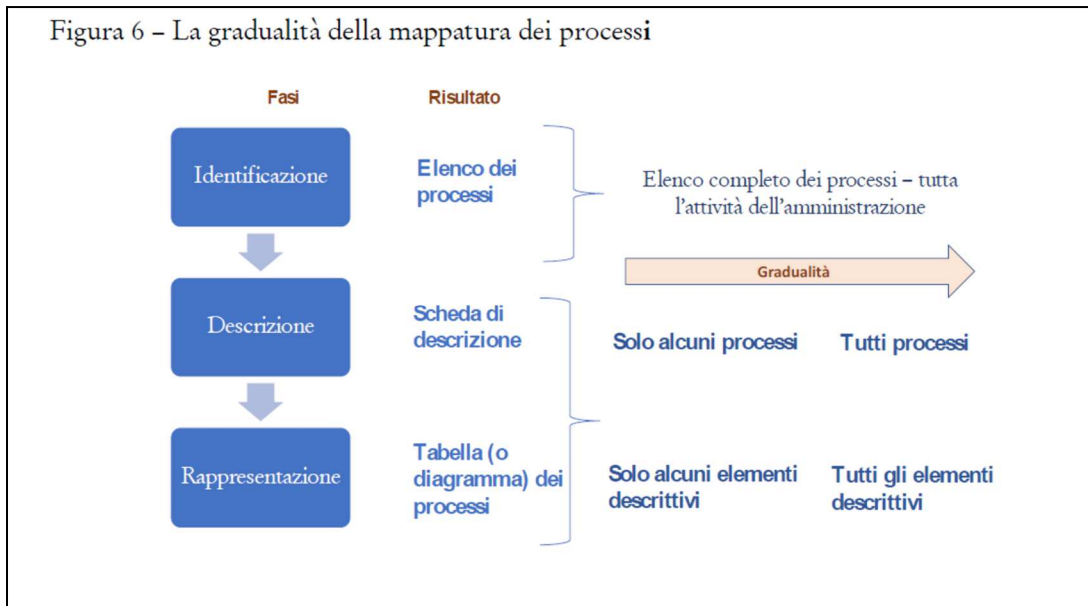 Figura 6 – La gradualità della mappatura dei processi
Fasi
Risultato
Identificazione
Elenco dei
processi
Elenco completo dei processi – tutta
l'attività dell'amministrazione
Gradualità
Descrizione
Scheda di
descrizione
Solo alcuni processi
Tutti processi
Rappresentazione
Tabella (o
diagramma) dei
processi
Solo alcuni elementi
descrittivi
Tutti gli elementi
descrittivi